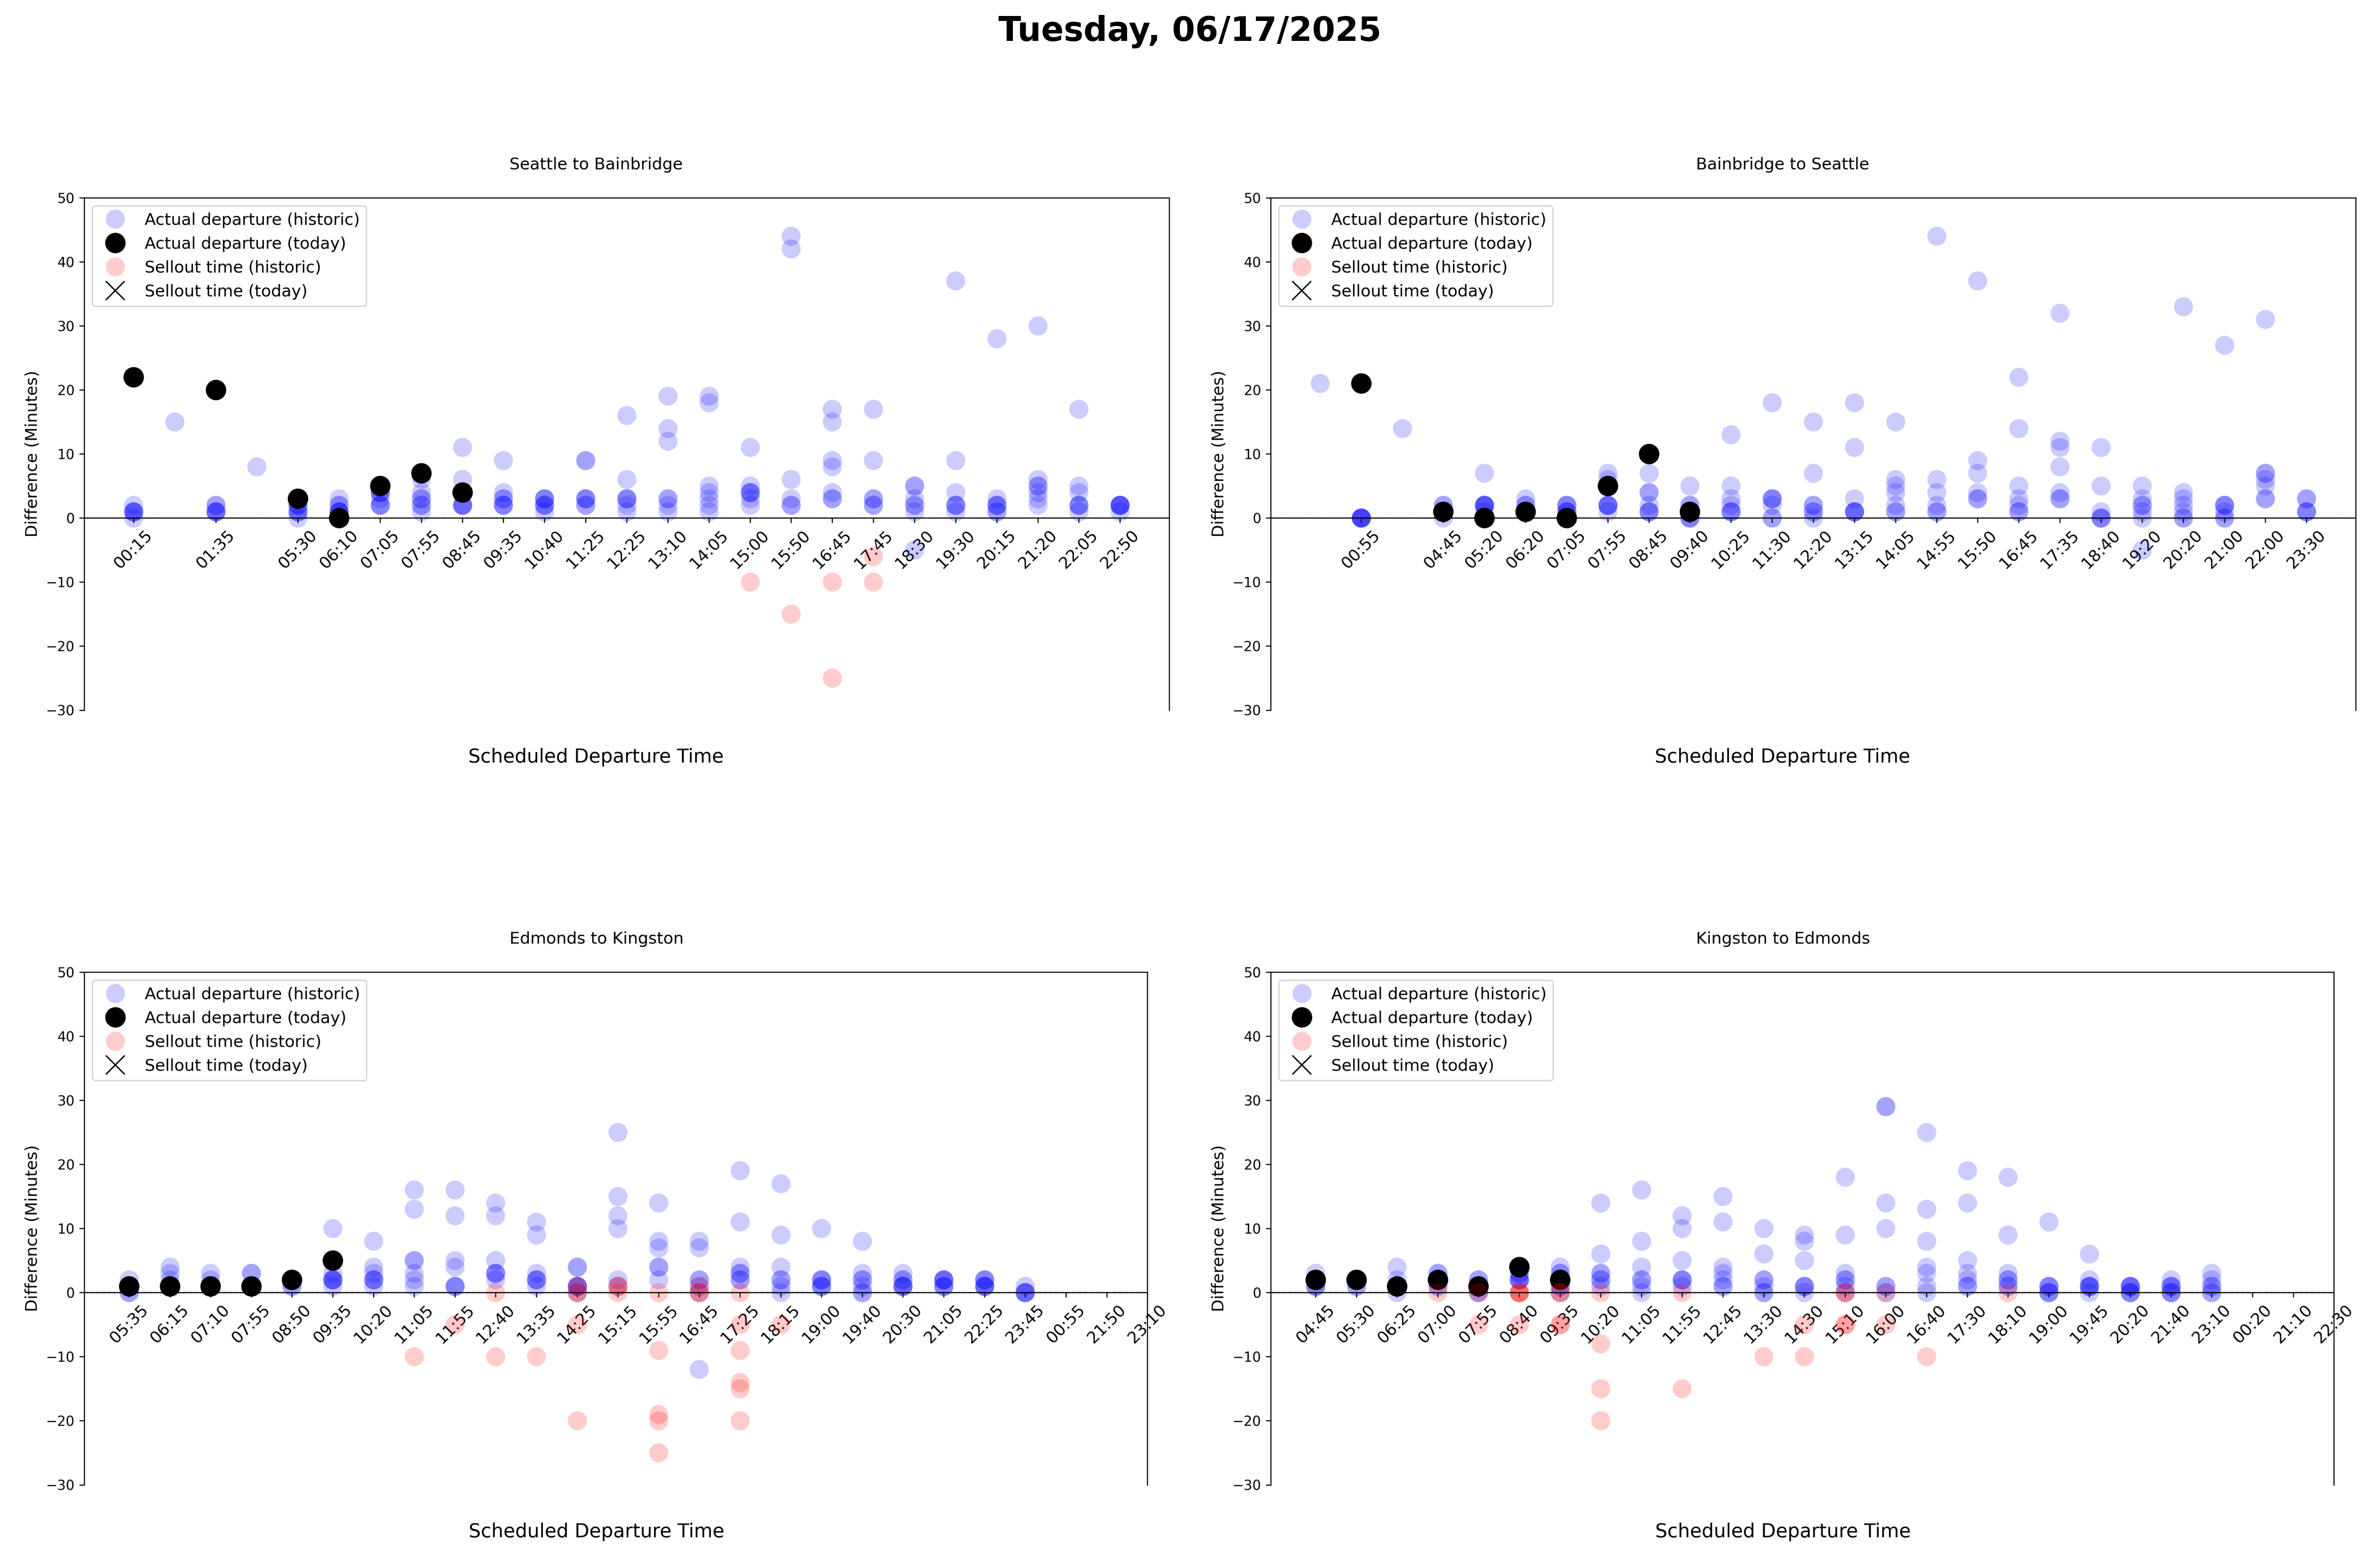 Tuesday, 06/17/2025
Seattle to Bainbridge
Difference (Minutes)
50
40
30
20
10
0
−10
−20
−30
Actual departure (historic)
Actual departure (today)
Sellout time (historic)
Sellout time (today)
00:15 01:35 05:30 06:10 07:05 07:55 08:45 09:35 10:40 11:25 12:25 13:10 14:05 15:00 15:50 16:45 17:45 18:30 19:30 20:15 21:20 22:05 22:50
Scheduled Departure Time
Bainbridge to Seattle
Difference (Minutes)
50
40
30
20
10
0
−10
−20
−30
Actual departure (historic)
Actual departure (today)
Sellout time (historic)
Sellout time (today)
00:55 04:45 05:20 06:20 07:05 07:55 08:45 09:40 10:25 11:30 12:20 13:15 14:05 14:55 15:50 16:45 17:35 18:40 19:20 20:20 21:00 22:00 23:30
Scheduled Departure Time
Edmonds to Kingston
Difference (Minutes)
50
40
30
20
10
0
−10
−20
−30
Actual departure (historic)
Actual departure (today)
Sellout time (historic)
Sellout time (today)
05:35 06:15 07:10 07:55 08:50 09:35 10:20 11:05 11:55 12:40 13:35 14:25 15:15 15:55 16:45 17:25 18:15 19:00 19:40 20:30 21:05 22:25 23:45 00:55 21:50 23:10
Scheduled Departure Time
Kingston to Edmonds
Difference (Minutes)
50
40
30
20
10
0
−10
−20
−30
Actual departure (historic)
Actual departure (today)
Sellout time (historic)
Sellout time (today)
04:45 05:30 06:25 07:00 07:55 08:40 09:35 10:20 11:05 11:55 12:45 13:30 14:30 15:10 16:00 16:40 17:30 18:10 19:00 19:45 20:20 21:40 23:10 00:20 21:10 22:30
Scheduled Departure Time